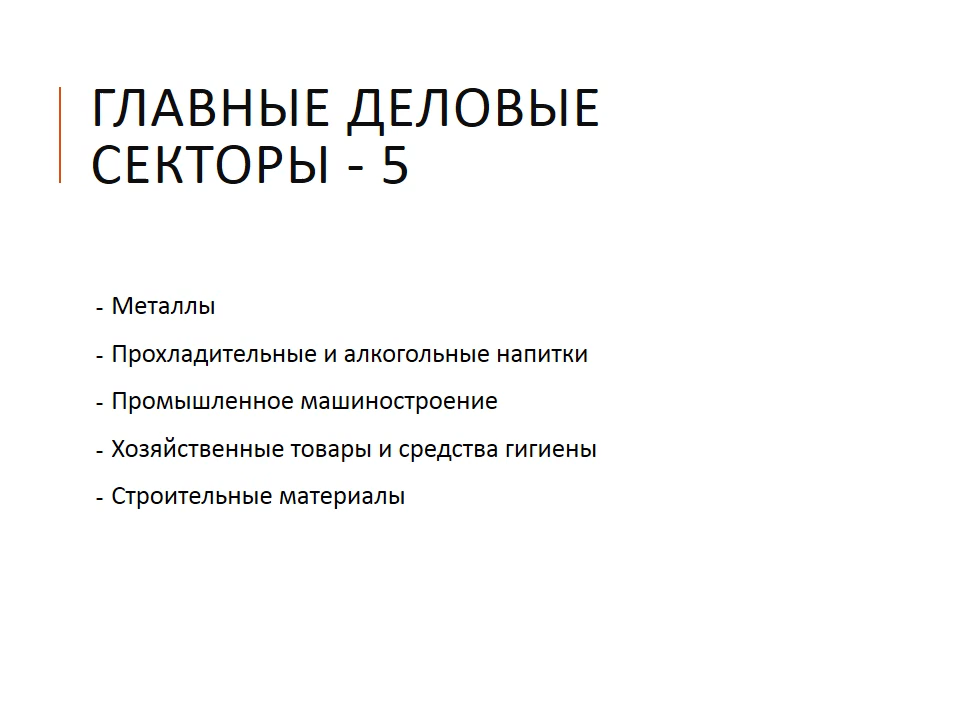 ГЛАВНЫЕ ДЕЛОВЫЕ
СЕКТОРЫ - 5
- Металлы
- Прохладительные и алкогольные напитки
- Промышленное машиностроение
- Хозяйственные товары и средства гигиены
- Строительные материалы